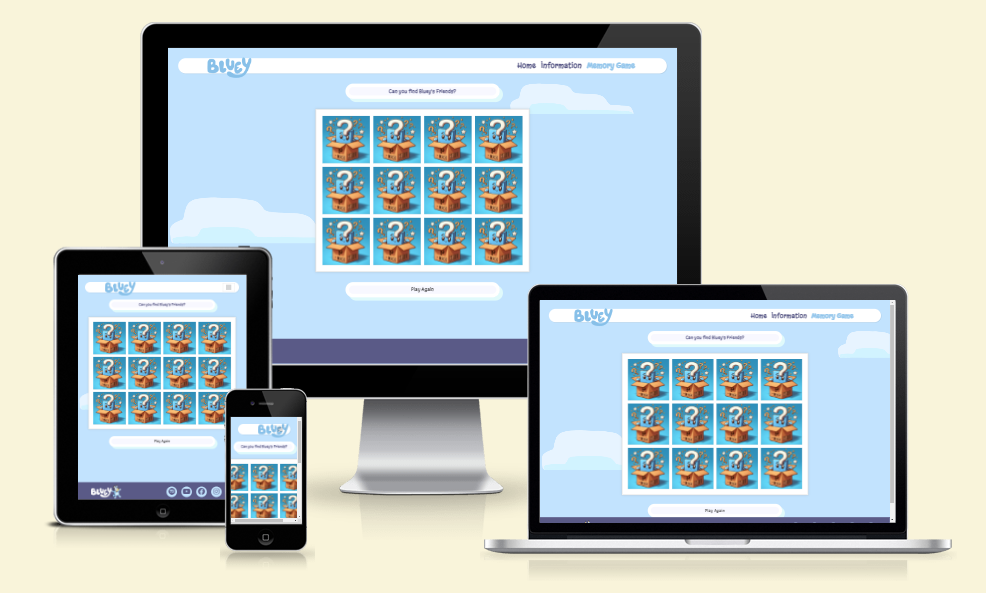 BLUEY
Home Information Memory Game
Can you find Bluey's Friends?
? ? ? ?
? ? ? ?
? ? ? ?
Play Again
BLUEY
Can you find Bluey's Friends?
? ? ? ?
? ? ? ?
? ? ? ?
Play Again
BLUEY
BLUEY
Can you find Bluey's Friends?
? ? ?
? ? ?
BLUEY
Home Information Memory Game
Can you find Bluey's Friends?
? ? ? ?
? ? ? ?
? ? ? ?
Play Again